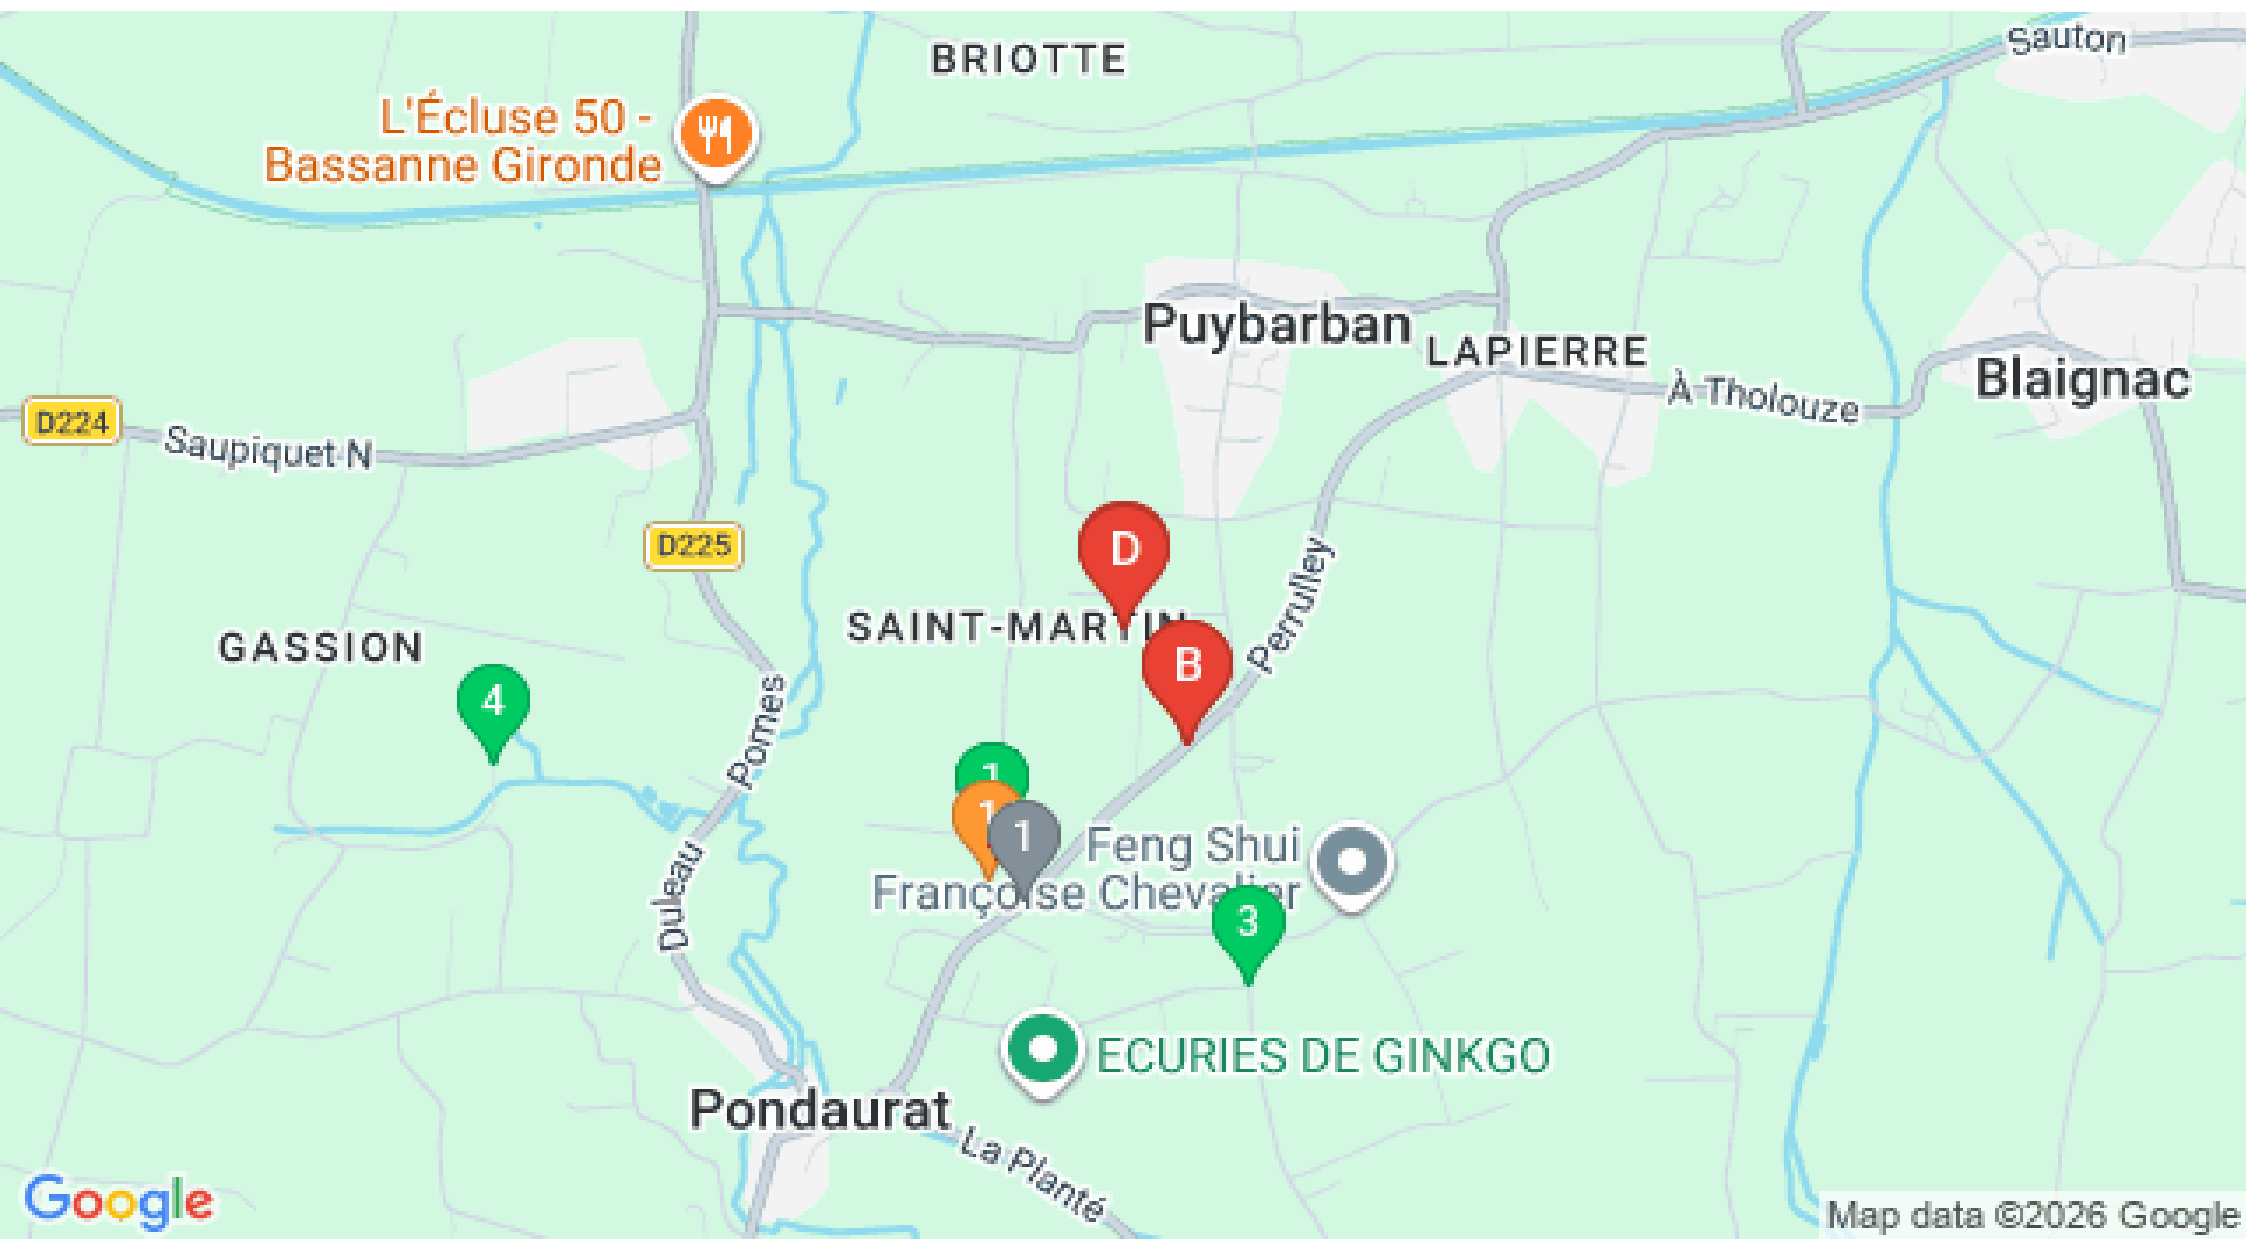 Sauton
BRIOTTE
L'Écluse 50 -
Bassanne Gironde
Puybarban
LAPIERRE
À Tholouze
Blaignac
D224
Saupiquet N
D225
D
Perrulley
SAINT-MARTIN
B
GASSION
4
Pomes
1
1
1
Feng Shui
Françoise Chevalier
Duleau
3
ECURIES DE GINKGO
Pondaurat
La Planté
Google
Map data ©2026 Google